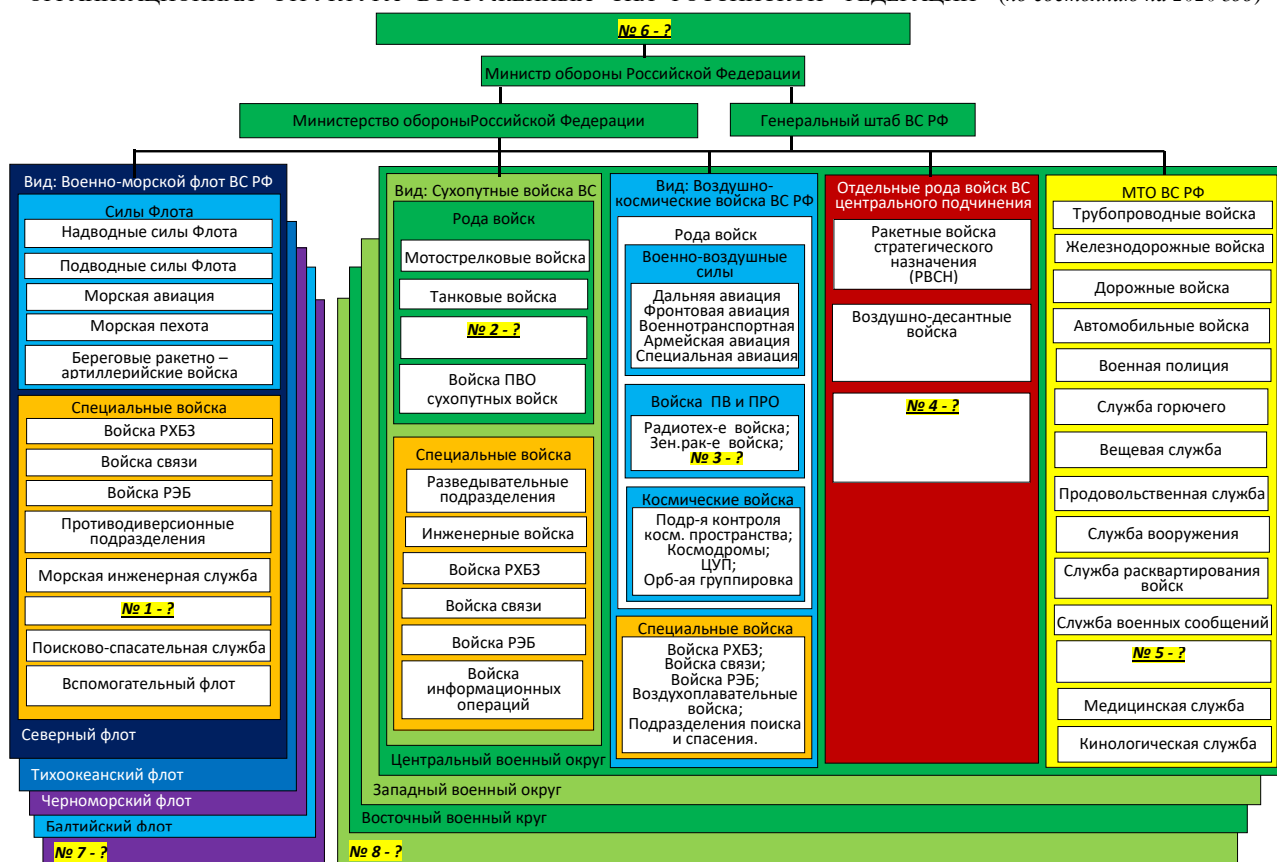 ОРГАНИЗАЦИОННАЯ СТРУКТУРА ВООРУЖЕННЫХ СИЛ РОССИЙСКОЙ ФЕДЕРАЦИИ (по состоянию на 2020 год)
№ 6 - ?
Министр обороны Российской Федерации
Министерство обороныРоссийской Федерации
Генеральный штаб ВС РФ
Вид: Военно-морской флот ВС РФ
Силы Флота
Надводные силы Флота
Подводные силы Флота
Морская авиация
Морская пехота
Береговые ракетно –
артиллерийские войска
Специальные войска
Войска РХБЗ
Войска связи
Войска РЭБ
Противодиверсионные
подразделения
Морская инженерная служба
№ 1 - ?
Поисково-спасательная служба
Вспомогательный флот
Северный флот
Тихоокеанский флот
Черноморский флот
Балтийский флот
№ 7 - ?
Вид: Сухопутные войска ВС
Рода войск
Мотострелковые войска
Танковые войска
№ 2 - ?
Войска ПВО
сухопутных войск
Специальные войска
Разведывательные
подразделения
Инженерные войска
Войска РХБЗ
Войска связи
Войска РЭБ
Войска
информационных
операций
Вид: Воздушно-
космические войска ВС РФ
Рода войск
Военно-воздушные
силы
Дальняя авиация
Фронтовая авиация
Военнотранспортная
Армейская авиация
Специальная авиация
Войска ПВ и ПРО
Радиотех-е войска;
Зен.рак-е войска;
№ 3 - ?
Космические войска
Подр-я контроля
косм. пространства;
Космодромы;
ЦУП;
Орб-ая группировка
Специальные войска
Войска РХБЗ;
Войска связи;
Войска РЭБ;
Воздухоплавательные
войска;
Подразделения поиска
и спасения.
Отдельные рода войск ВС
центрального подчинения
Ракетные войска
стратегического
назначения
(РВСН)
Воздушно-десантные
войска
№ 4 - ?
МТО ВС РФ
Трубопроводные войска
Железнодорожные войска
Дорожные войска
Автомобильные войска
Военная полиция
Служба горючего
Вещевая служба
Продовольственная служба
Служба вооружения
Служба расквартирования
войск
Служба военных сообщений
№ 5 - ?
Медицинская служба
Кинологическая служба
Центральный военный округ
Западный военный округ
Восточный военный круг
№ 8 - ?